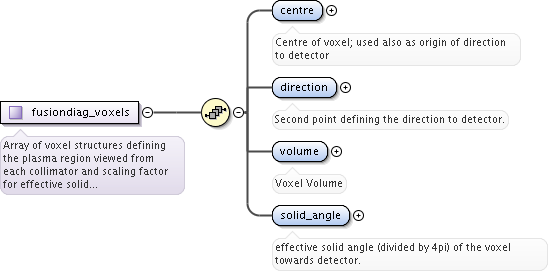 centre
Centre of voxel; used also as origin of direction
to detector
direction
Second point defining the direction to detector.
fusiondiag_voxels
Array of voxel structures defining
the plasma region viewed from
each collimator and scaling factor
for effective solid...
volume
Voxel Volume
solid_angle
effective solid angle (divided by 4pi) of the voxel
towards detector.